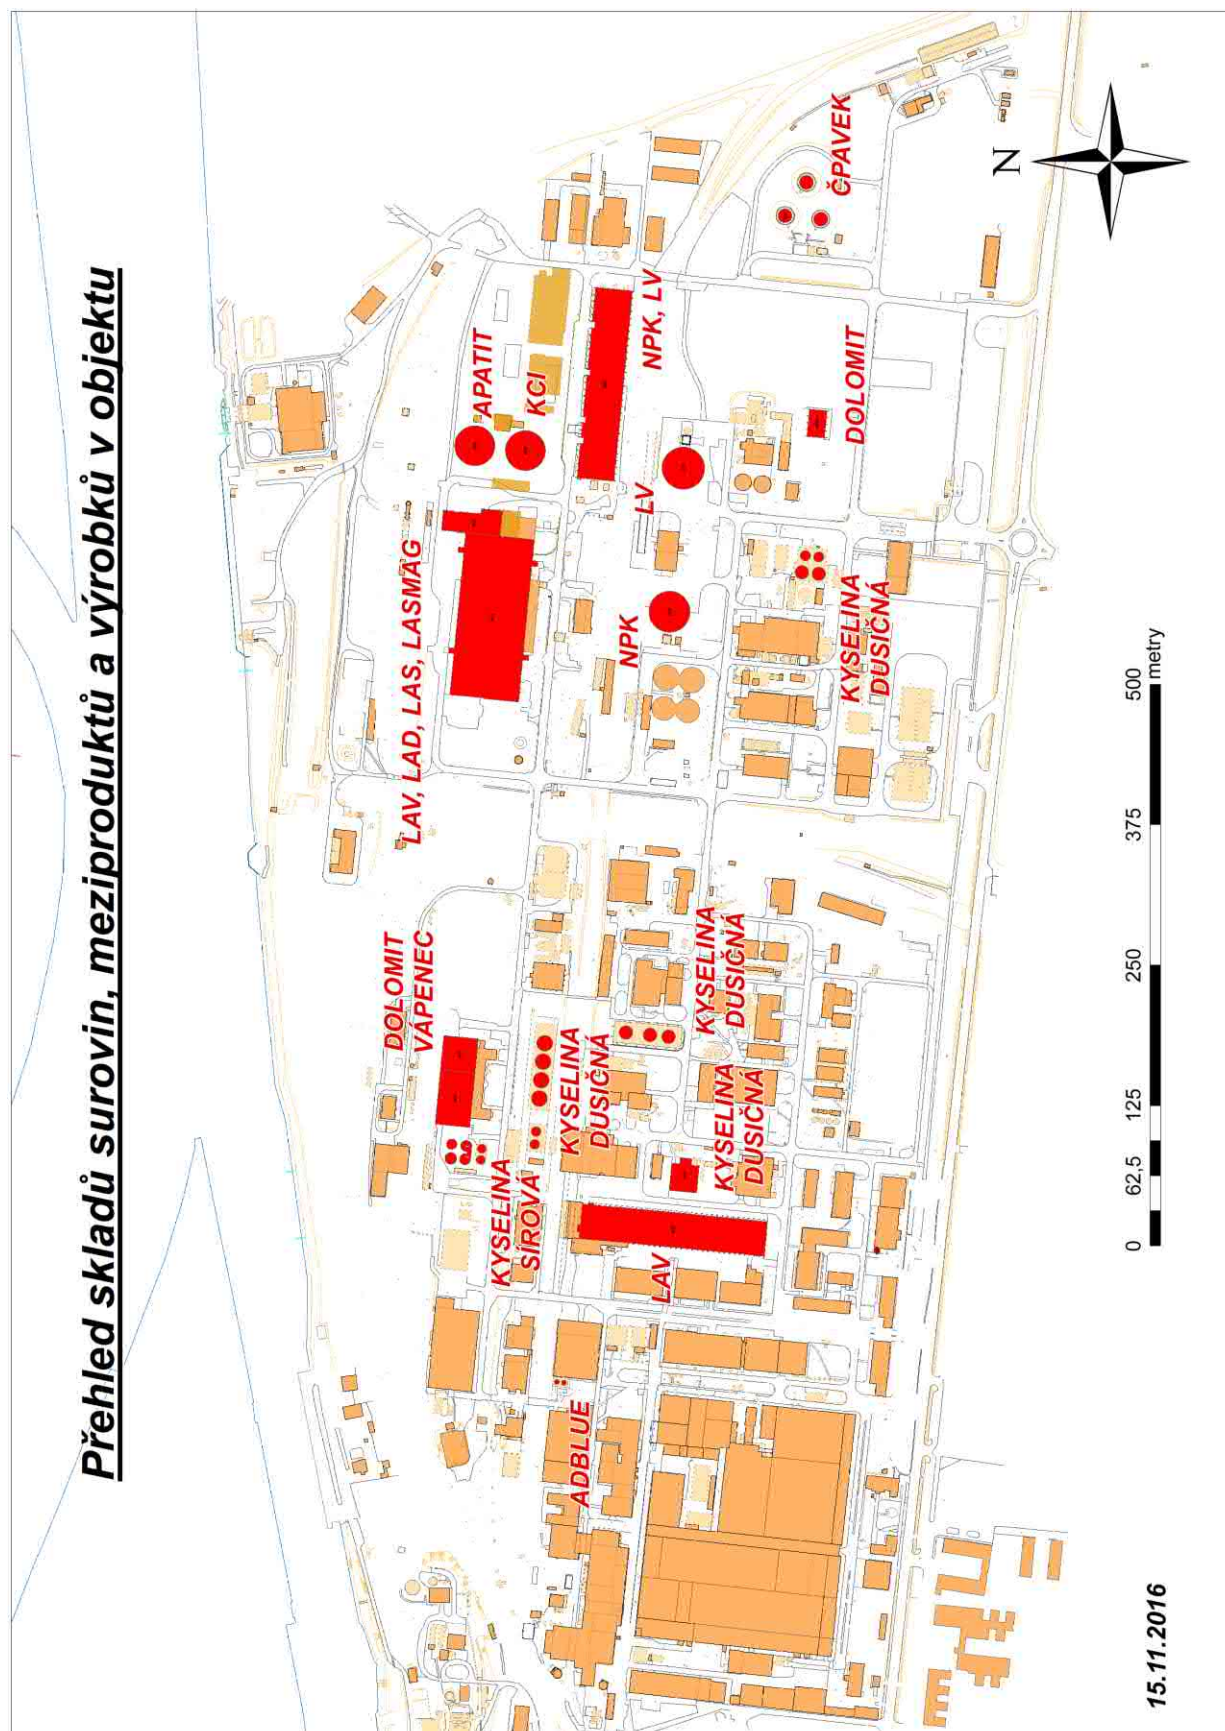 Přehled skladů surovin, meziproduktů a výrobků v objektu
LAV, LAD, LAS, LASMAG
APATIT
KCl
NPK, LV
DOLOMIT
VÁPENEC
KYSELINA
SÍROVÁ
KYSELINA
DUSIČNÁ
ADBLUE
LAV
KYSELINA
DUSIČNÁ
KYSELINA
DUSIČNÁ
NPK
LV
KYSELINA
DUSIČNÁ
DOLOMIT
ČPAVEK
N
0
62,5
125
250
375
500
metry
15.11.2016